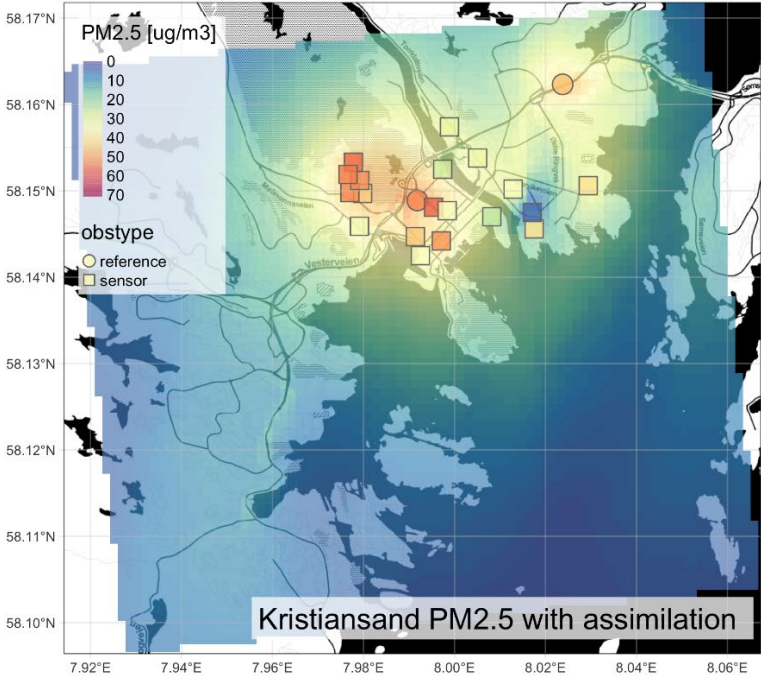 58.17°N
PM2.5 [ug/m3]
0
10
20
30
40
50
60
70
58.16°N
58.15°N
obstype
reference
sensor
Vesterveien
58.14°N
58.13°N
58.12°N
58.11°N
58.10°N
Kristiansand PM2.5 with assimilation
7.92°E 7.94°E 7.96°E 7.98°E 8.00°E 8.02°E 8.04°E 8.06°E